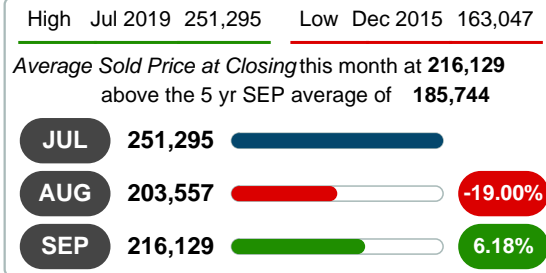 High Jul 2019 251,295 Low Dec 2015 163,047
Average Sold Price at Closing this month at 216,129
above the 5 yr SEP average of 185,744
JUL 251,295
AUG 203,557 -19.00%
SEP 216,129 6.18%